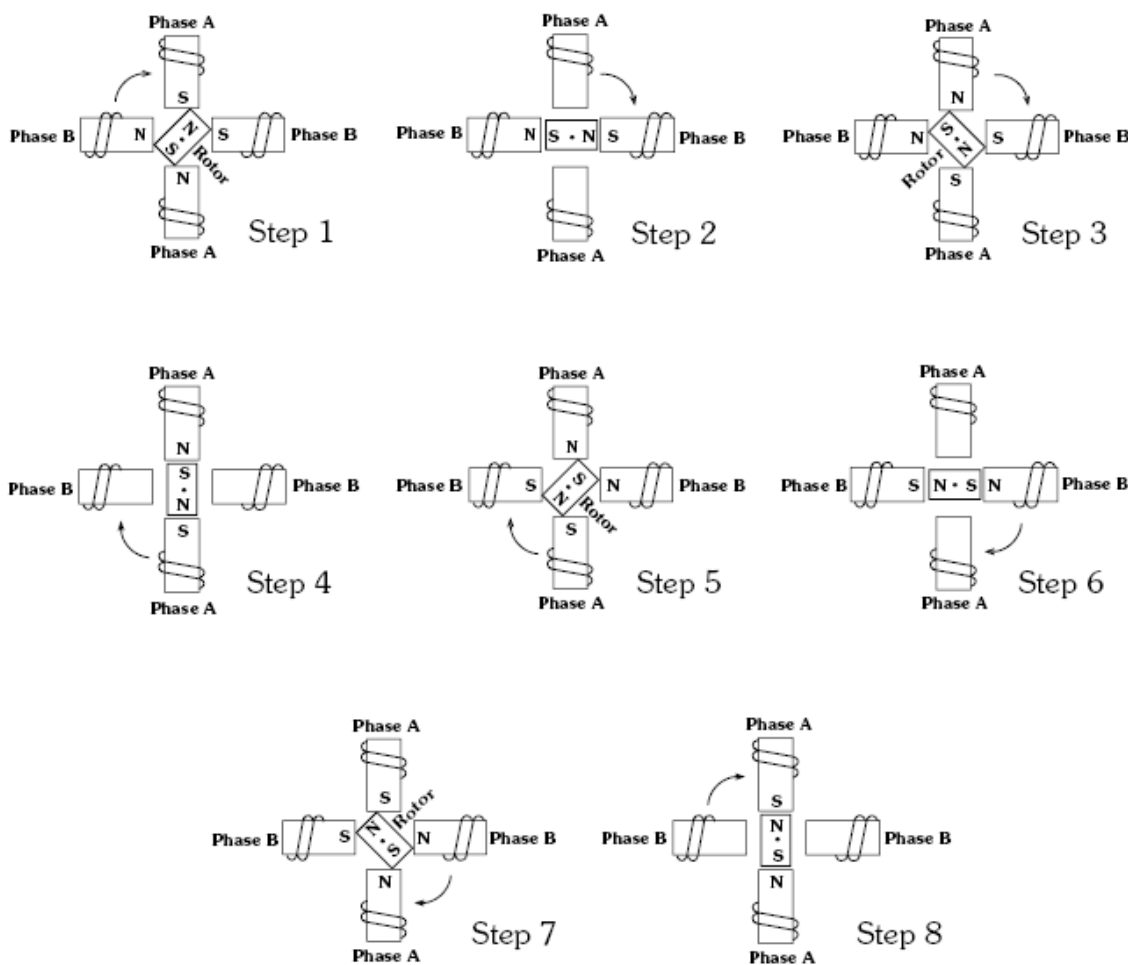 Phase A
S
Phase B N N S S Phase B
Rotor
N
Phase A
Step 1
Phase A
Phase B N S N S Phase B
Phase A
Step 2
Phase A
N
Phase B N S N S Phase B
Rotor
S
Phase A
Step 3
Phase A
N
S
Phase B Phase B
N
S
Phase A
Step 4
Phase A
N
Phase B S S N N Phase B
Rotor
S
Phase A
Step 5
Phase A
Phase B S N S N Phase B
Phase A
Step 6
Phase A
S
Rotor
Phase B S N S N Phase B
N
Phase A
Step 7
Phase A
S
N
Phase B Phase B
S
N
Phase A
Step 8